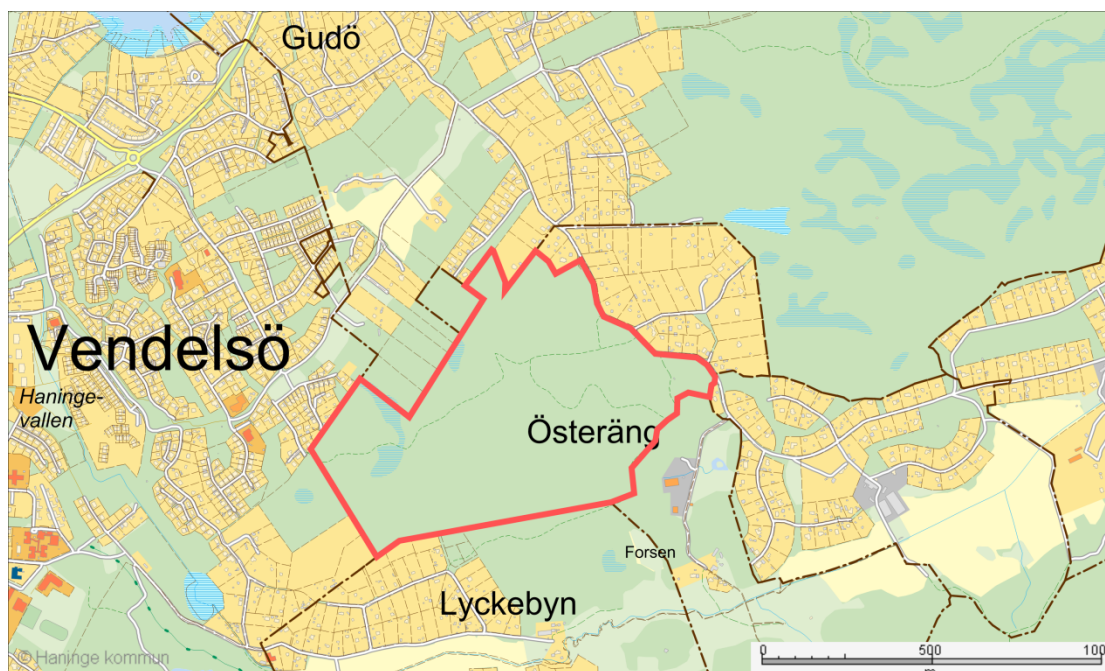 Gudö
Vendelsö
Haninge-
vallen
Österäng
Forsen
Lyckebyn
© Haninge kommun
0 500 100
m